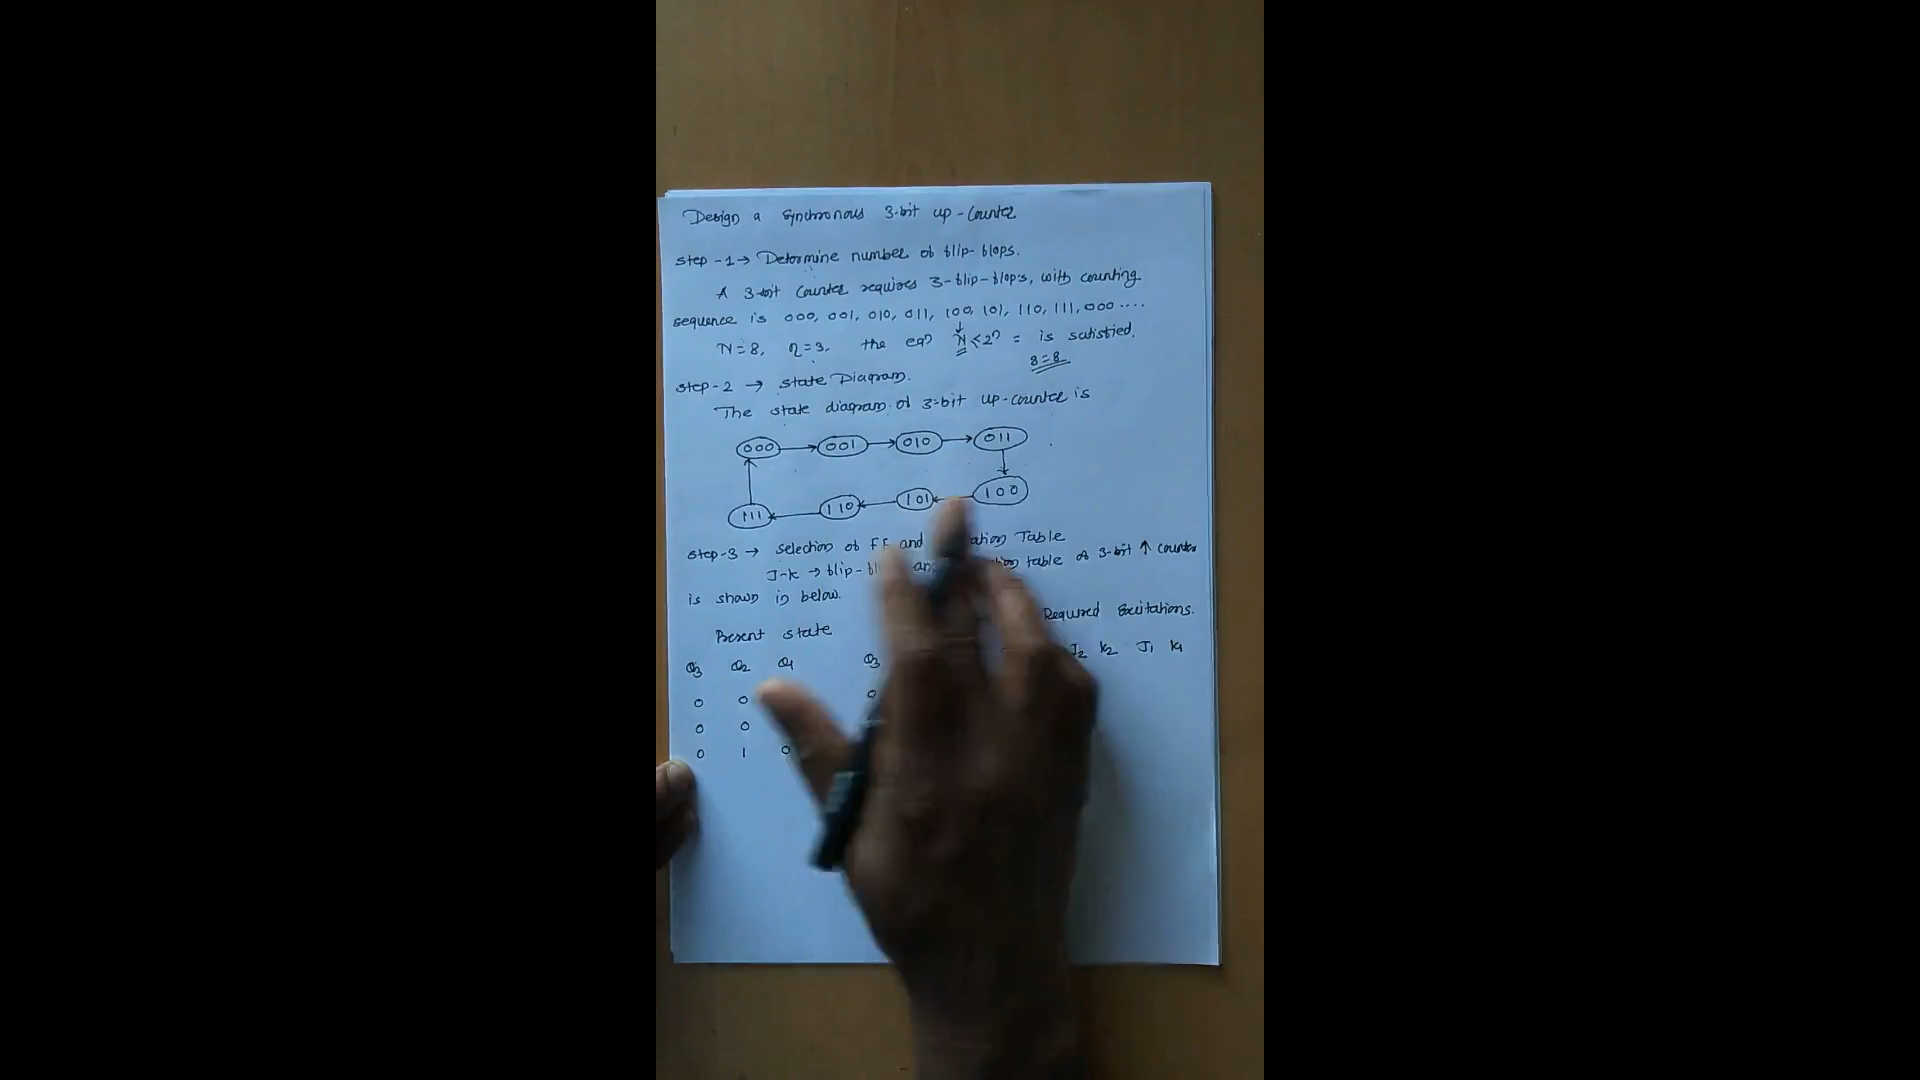 Design a Synchronous 3-bit up-Counter
Step-1→ Determine number of flip-flops.
A 3-bit Counter requires 3-flip-flops, with counting
sequence is 000, 001, 010, 011, 100, 101, 110, 111, 000 ....
N=8, n=3, the eqn N≤2ⁿ = is satisfied.
8=8
Step-2 → State Diagram.
The state diagram of 3-bit up-counter is
000 001 010 011
111 110 101 100
Step-3 → Selection of FF and Table
J-K → table of 3-bit ↑ counter
is shown in below.
Present state Required Excitations.
Q3 Q2 Q1 Q3 J2 K2 J1 K1
0 0 0
0 0
0 1 0